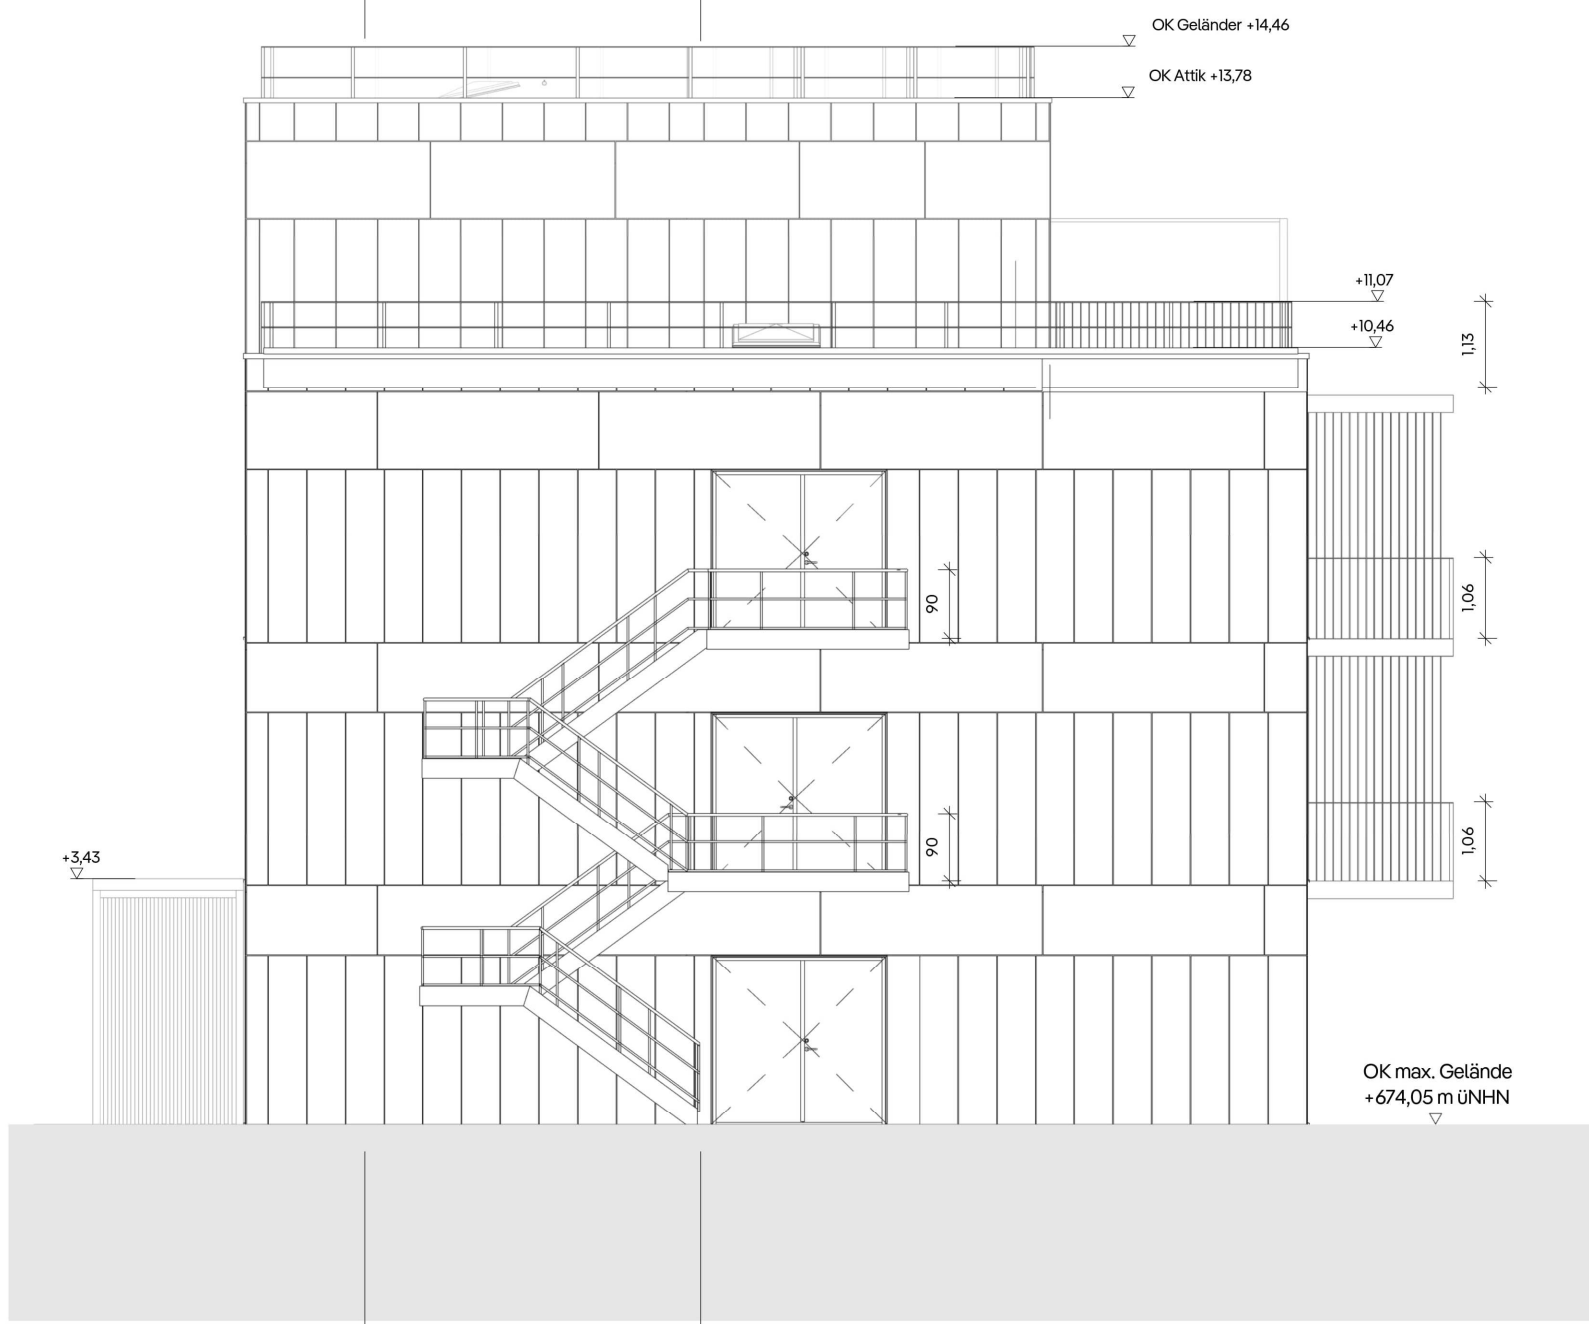 OK Geländer +14,46
OK Attik +13,78
+11,07
+10,46
1,13
90
1,06
90
1,06
+3,43
OK max. Gelände
+674,05 m üNHN